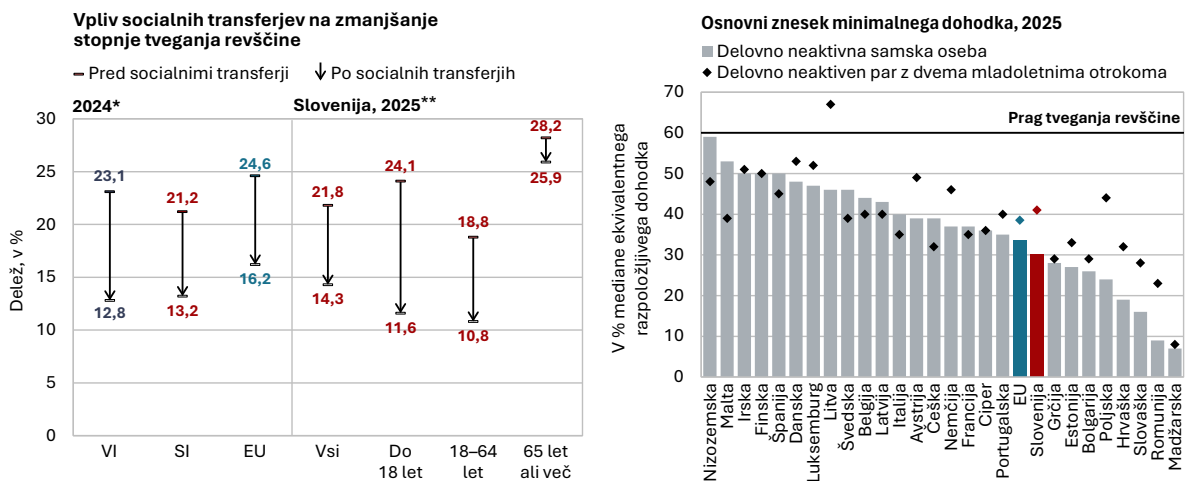 Vpliv socialnih transferjev na zmanjšanje
stopnje tveganja revščine
Pred socialnimi transferji
Po socialnih transferjih
2024*
Slovenija, 2025**
Delež, v %
30
25
20
15
10
5
0
23,1
12,8
21,2
13,2
24,6
16,2
21,8
14,3
24,1
11,6
18,8
10,8
28,2
25,9
VI
SI
EU
Vsi
Do
18 let
18–64
let
65 let
ali več
Osnovni znesek minimalnega dohodka, 2025
Delovno neaktivna samska oseba
Delovno neaktiven par z dvema mladoletnima otrokoma
V % mediane ekvivalentnega
razpoložljivega dohodka
70
60
50
40
30
20
10
0
Prag tveganja revščine
Nizozemska
Malta
Irska
Finska
Španija
Danska
Luksemburg
Litva
Švedska
Belgija
Latvija
Italija
Aystrija
Češka
Nemčija
Francija
Ciper
Portugalska
EU
Slovenija
Grčija
Estonija
Bolgarija
Poljska
Hrvaška
Slovaška
Romunija
Madžarska